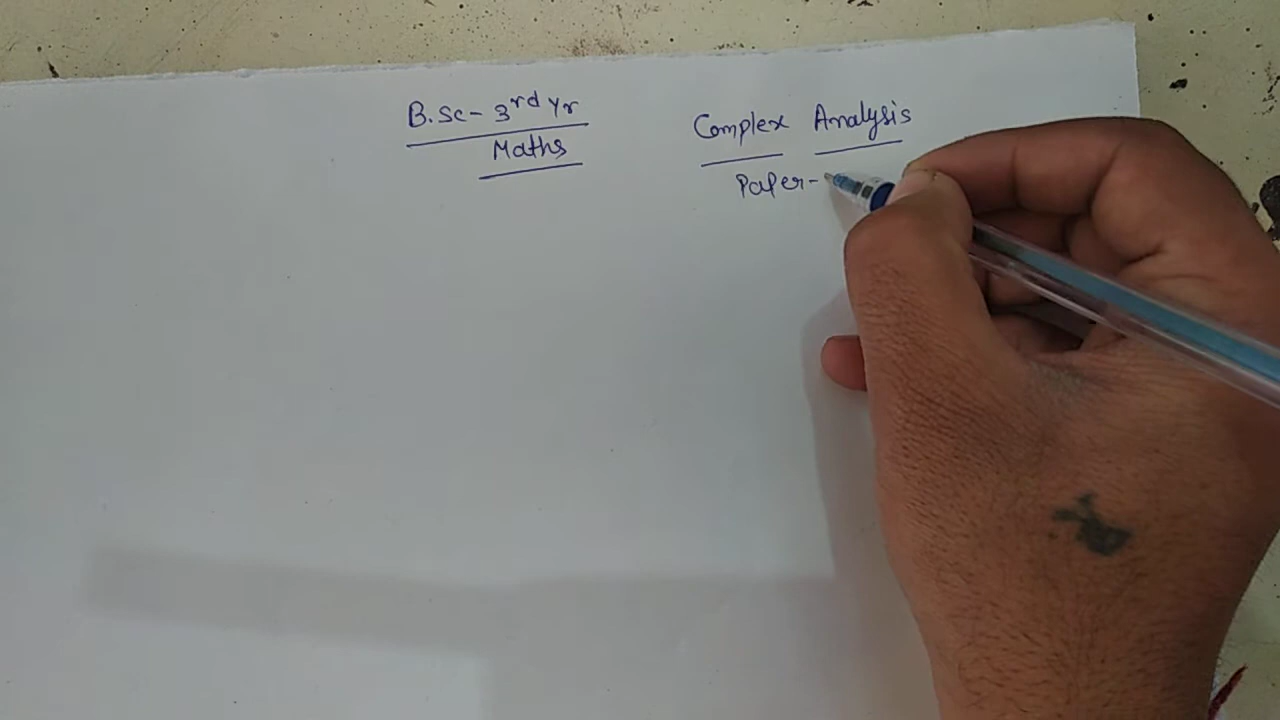 B.Sc- 3rd Yr
Maths
Complex Analysis
Paper-